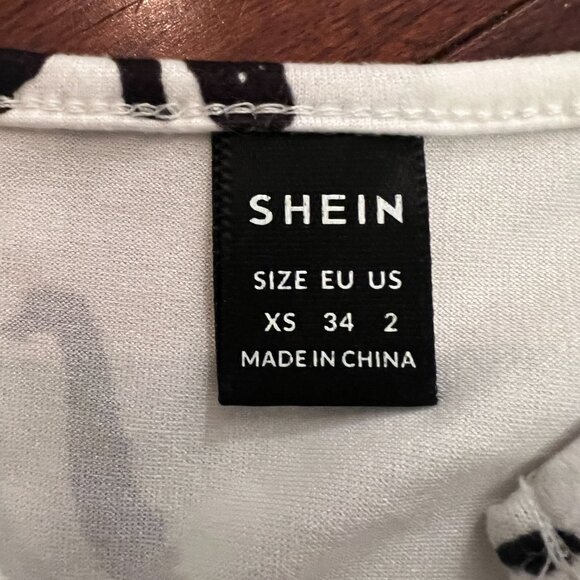 SHEIN
SIZE EU US
XS 34 2
MADE IN CHINA